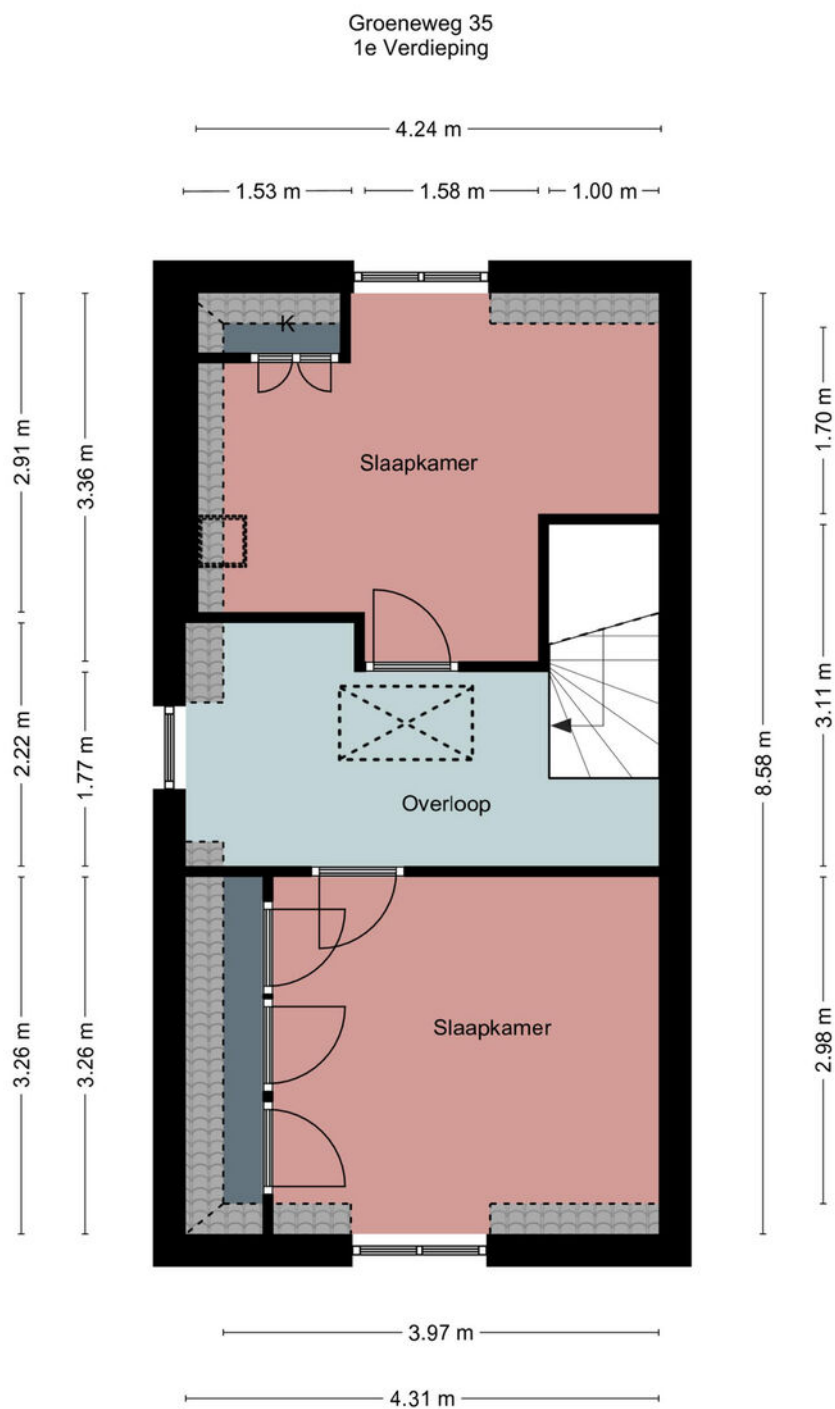 Groeneweg 35
1e Verdieping
4.24 m
1.53 m
1.58 m
1.00 m
K
2.91 m
3.36 m
1.70 m
Slaapkamer
2.22 m
1.77 m
3.11 m
8.58 m
Overloop
Slaapkamer
3.26 m
3.26 m
2.98 m
3.97 m
4.31 m